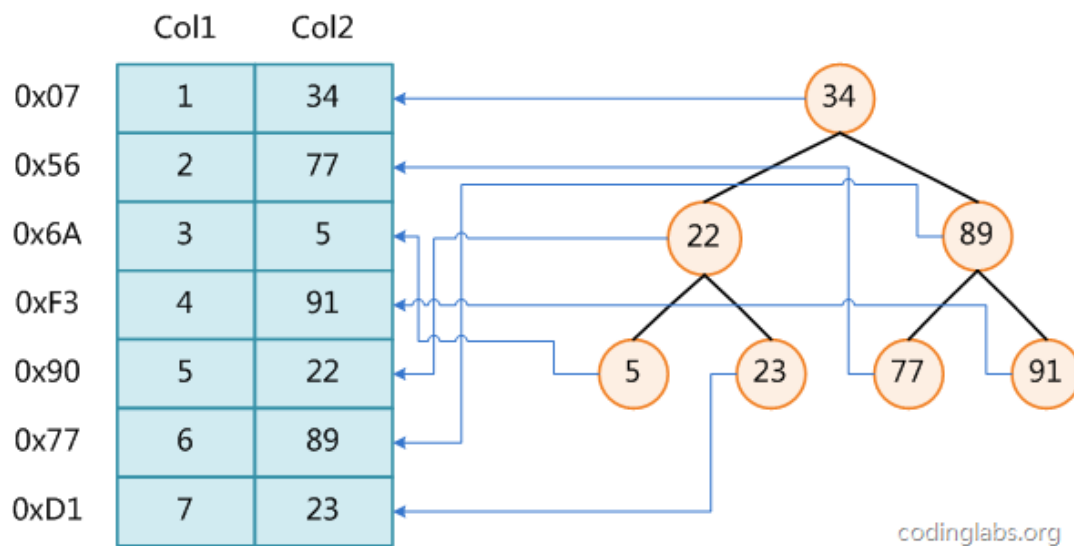 Col1 Col2
0x07 1 34 34
0x56 2 77
0x6A 3 5 22 89
0xF3 4 91
0x90 5 22 5 23 77 91
0x77 6 89
0xD1 7 23
codinglabs.org